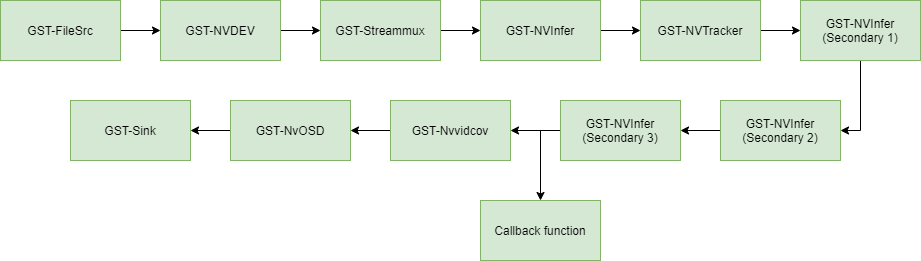 GST-FileSrc
GST-NVDEV
GST-Streammux
GST-NVInfer
GST-NVTracker
GST-NVInfer
(Secondary 1)
GST-NVInfer
(Secondary 2)
GST-NVInfer
(Secondary 3)
GST-Nvvidcov
GST-NvOSD
GST-Sink
Callback function